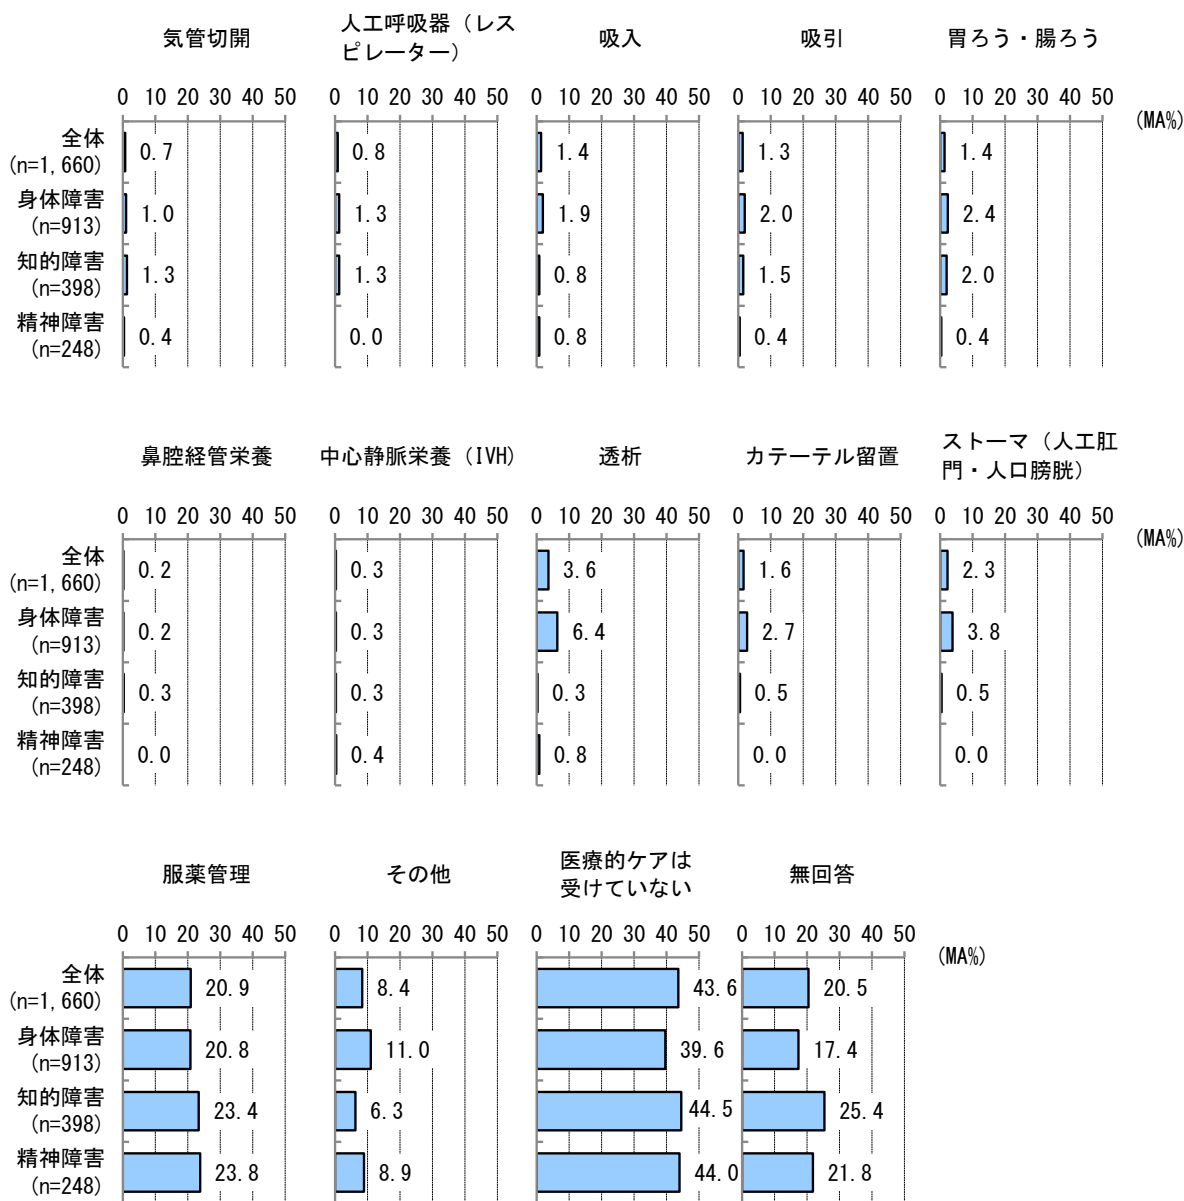 気管切開
人工呼吸器（レス
ピレーター）
吸入
吸引
胃ろう・腸ろう
0 10 20 30 40 50
0 10 20 30 40 50
0 10 20 30 40 50
0 10 20 30 40 50
0 10 20 30 40 50
(MA%)
全体
(n=1,660)
0.7
0.8
1.4
1.3
1.4
身体障害
(n=913)
1.0
1.3
1.9
2.0
2.4
知的障害
(n=398)
1.3
1.3
0.8
1.5
2.0
精神障害
(n=248)
0.4
0.0
0.8
0.4
0.4
鼻腔経管栄養
中心静脈栄養（IVH）
透析
カテーテル留置
ストーマ（人工肛
門・人口膀胱）
0 10 20 30 40 50
0 10 20 30 40 50
0 10 20 30 40 50
0 10 20 30 40 50
0 10 20 30 40 50
(MA%)
全体
(n=1,660)
0.2
0.3
3.6
1.6
2.3
身体障害
(n=913)
0.2
0.3
6.4
2.7
3.8
知的障害
(n=398)
0.3
0.3
0.3
0.5
0.5
精神障害
(n=248)
0.0
0.4
0.8
0.0
0.0
服薬管理
その他
医療的ケアは
受けていない
無回答
0 10 20 30 40 50
0 10 20 30 40 50
0 10 20 30 40 50
0 10 20 30 40 50
(MA%)
全体
(n=1,660)
20.9
8.4
43.6
20.5
身体障害
(n=913)
20.8
11.0
39.6
17.4
知的障害
(n=398)
23.4
6.3
44.5
25.4
精神障害
(n=248)
23.8
8.9
44.0
21.8